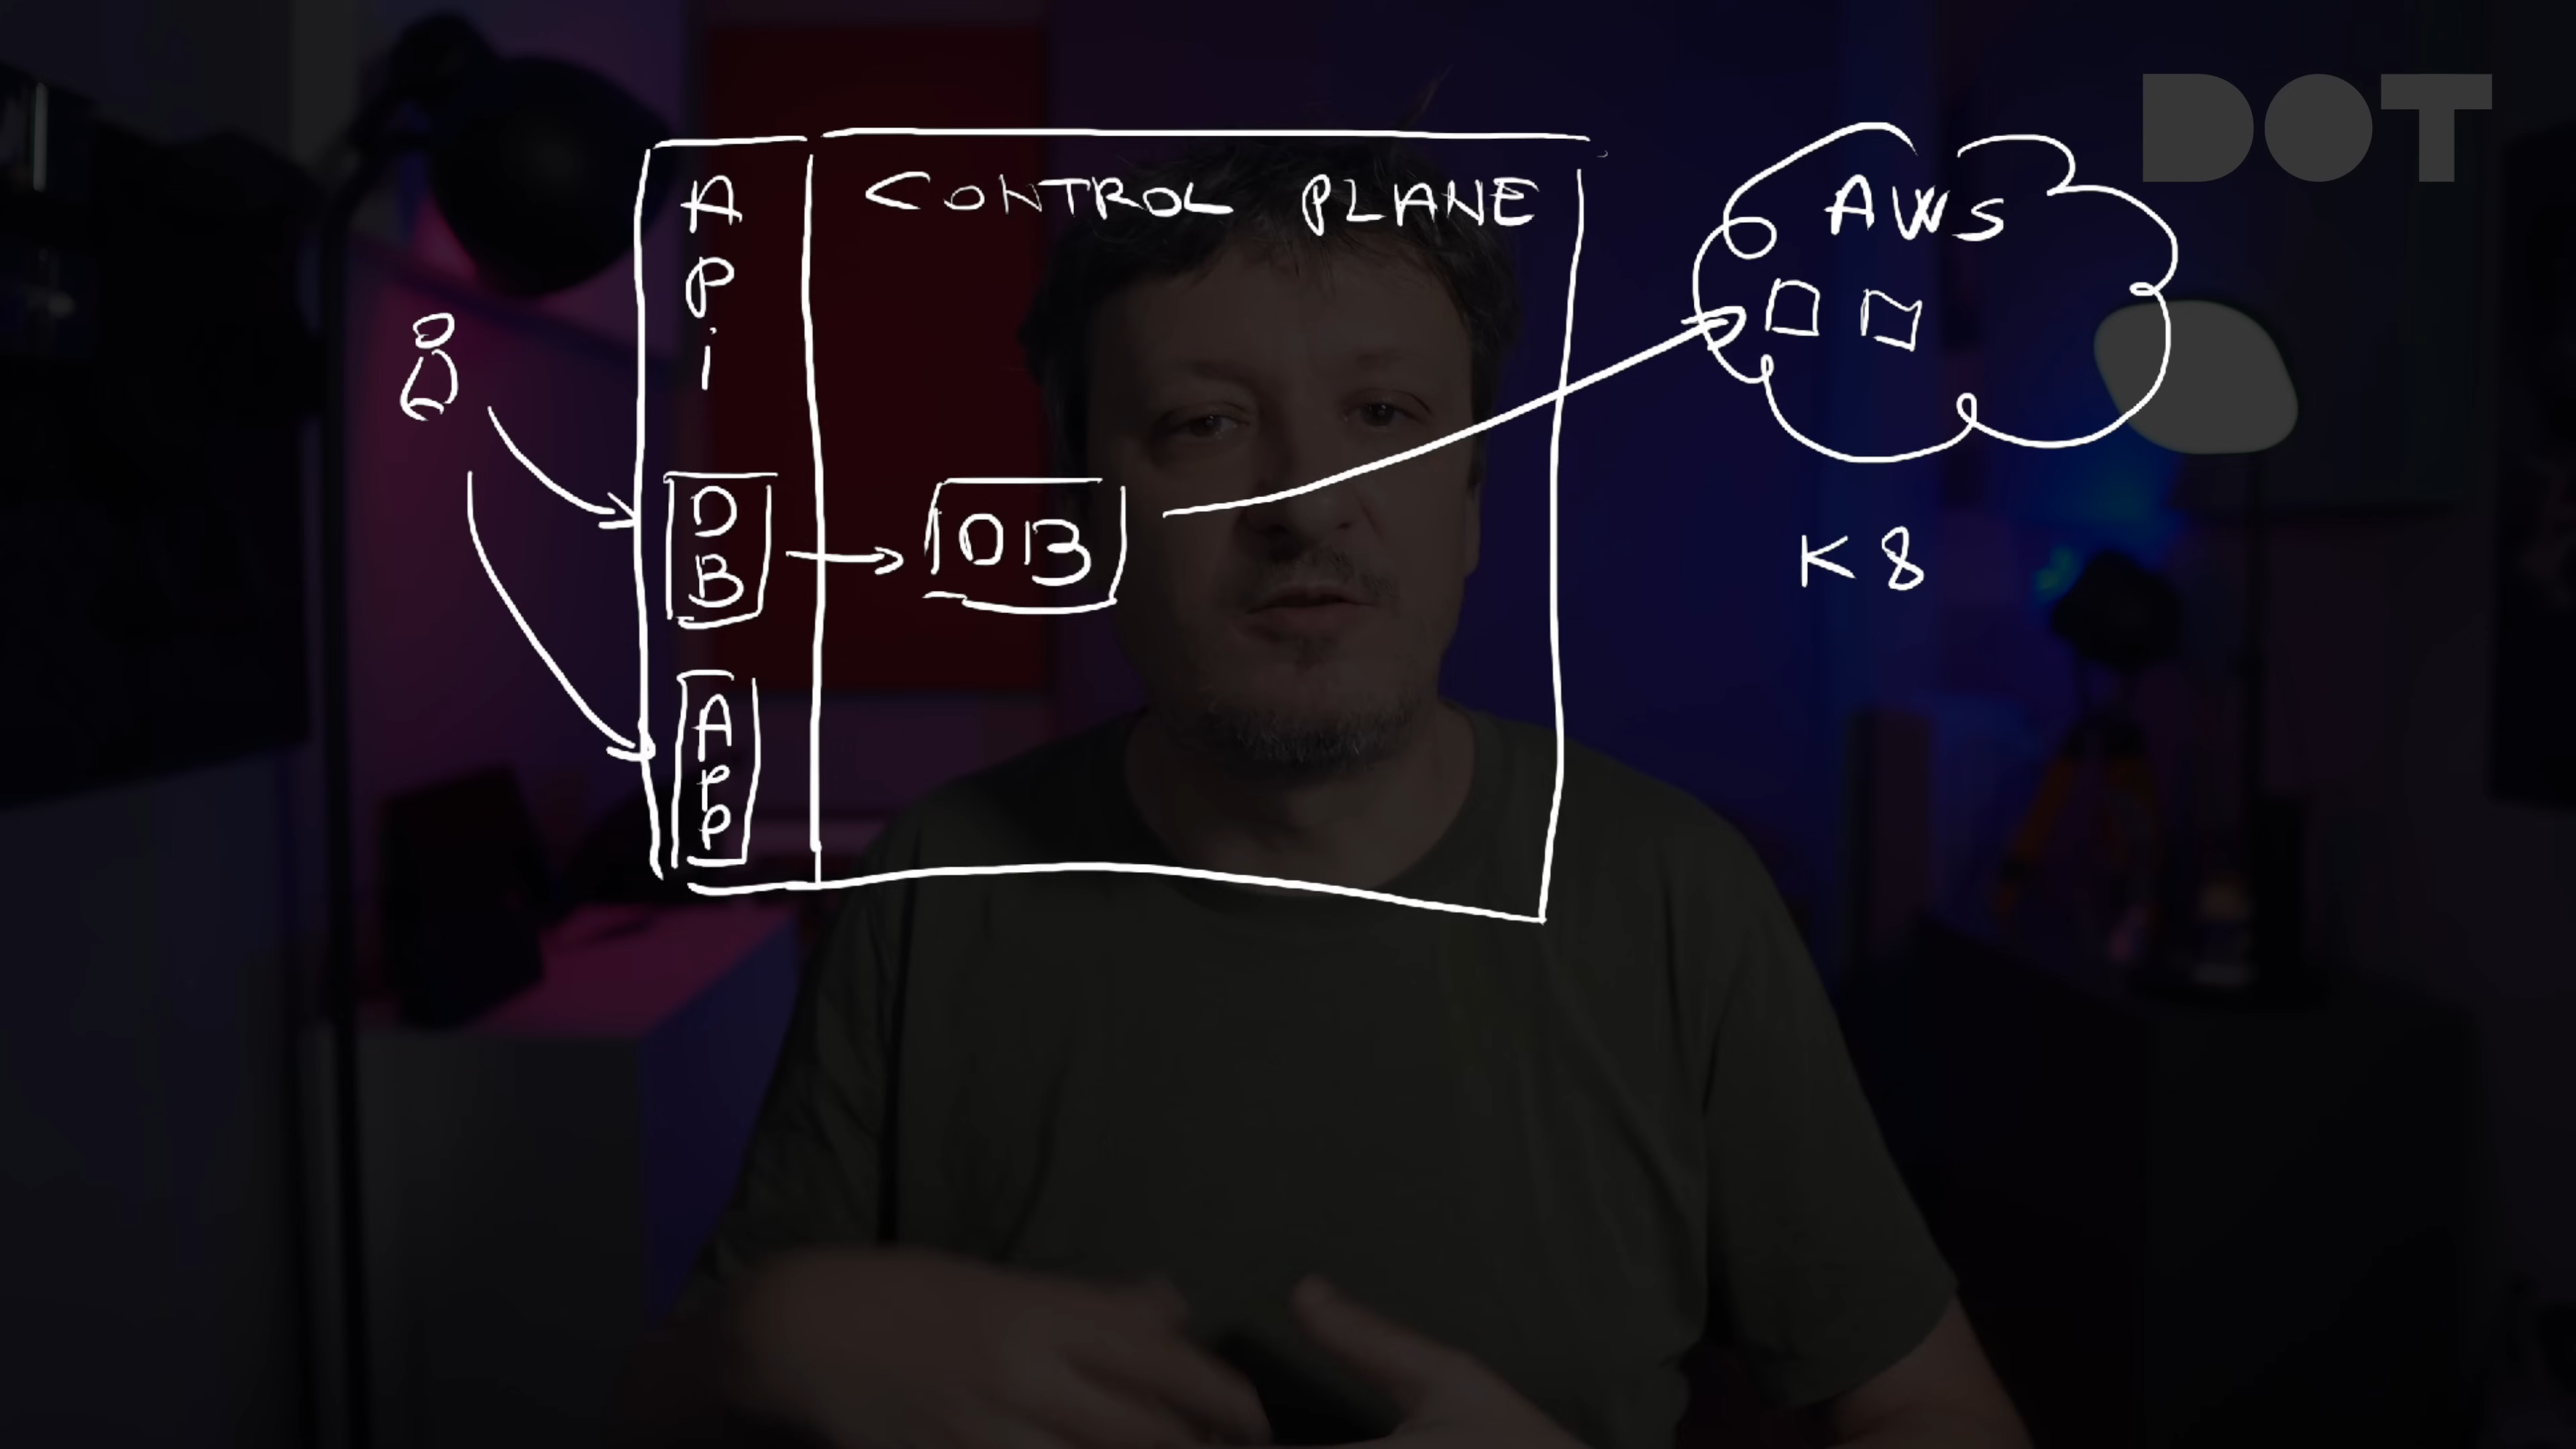 DOT
API
CONTROL PLANE
AWS
DB
DB
K8
APP